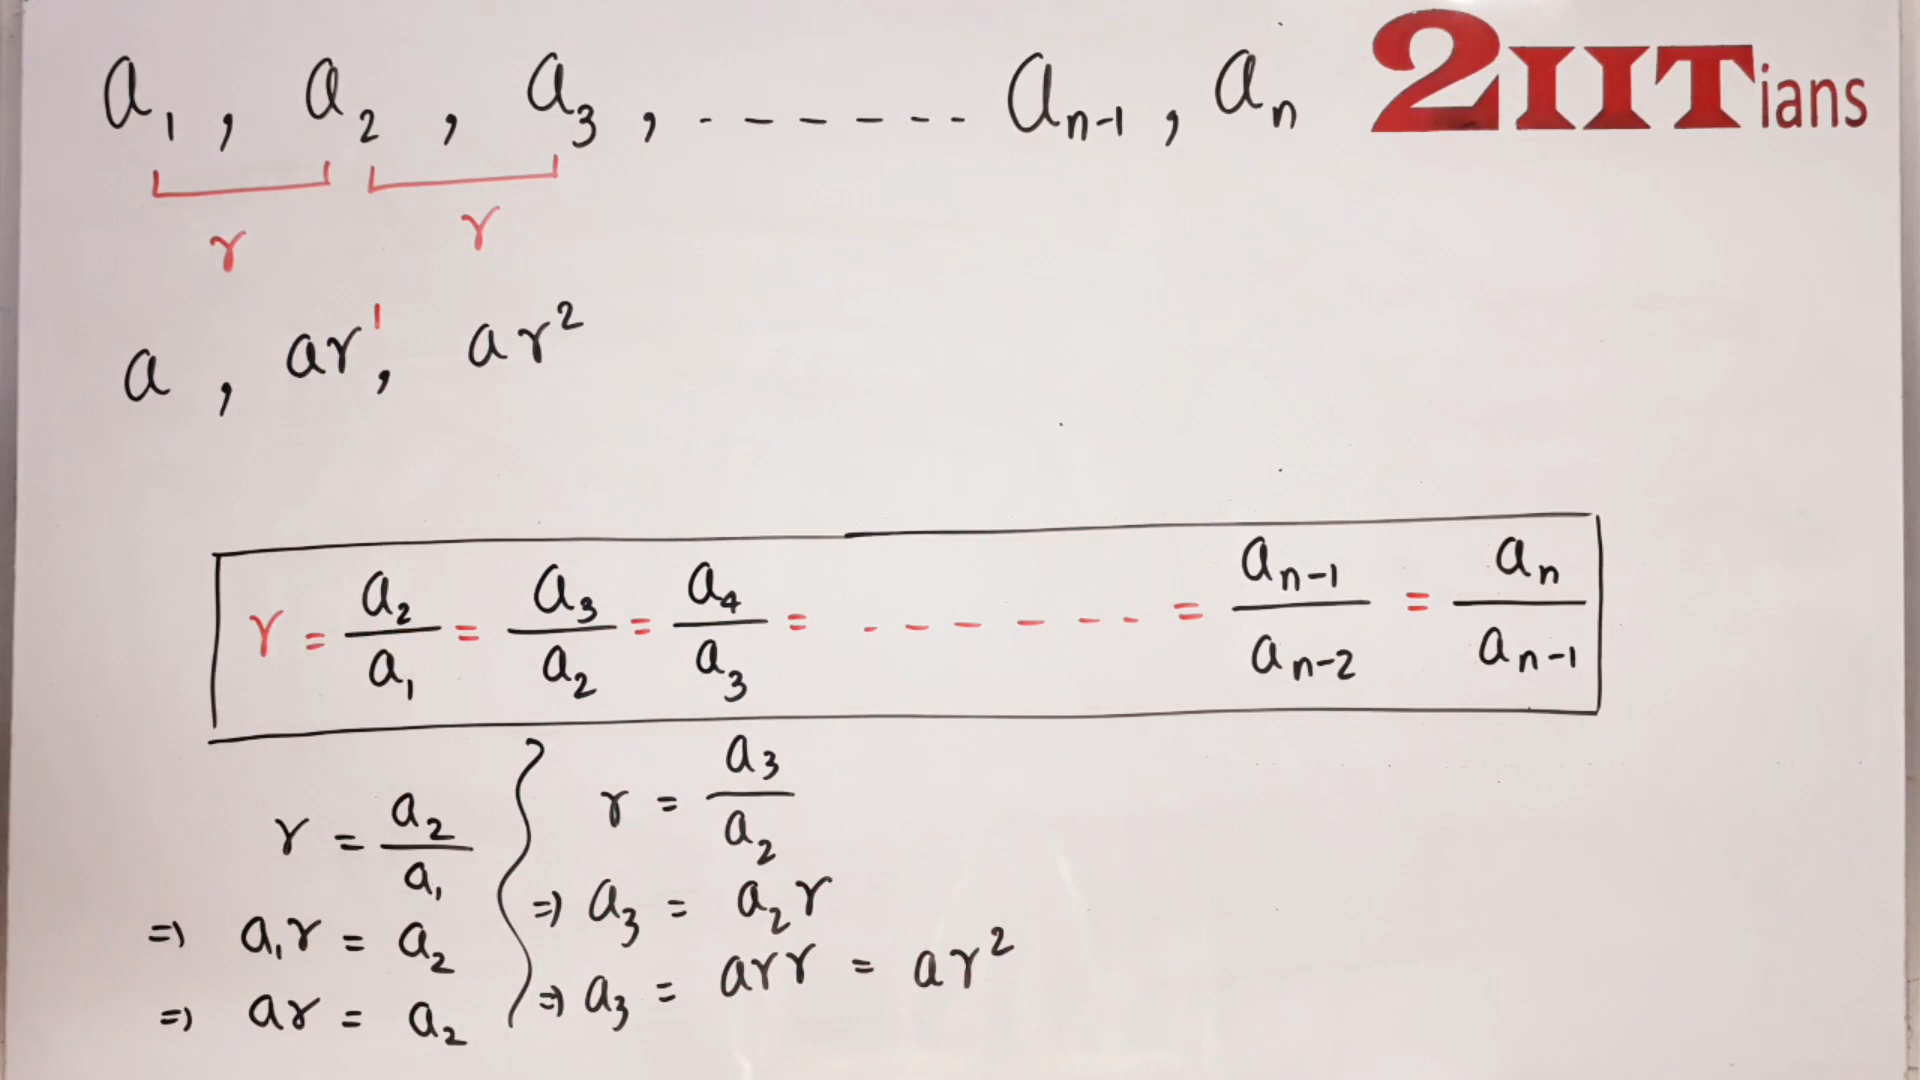 a₁ , a₂ , a₃ , ------- aₙ₋₁ , aₙ 2IITians
r r
a , ar¹, ar²
r = a₂/a₁ = a₃/a₂ = a₄/a₃ = ------- = aₙ₋₁/aₙ₋₂ = aₙ/aₙ₋₁
r = a₂/a₁
⇒ a₁r = a₂
⇒ ar = a₂
r = a₃/a₂
⇒ a₃ = a₂r
⇒ a₃ = arr = ar²